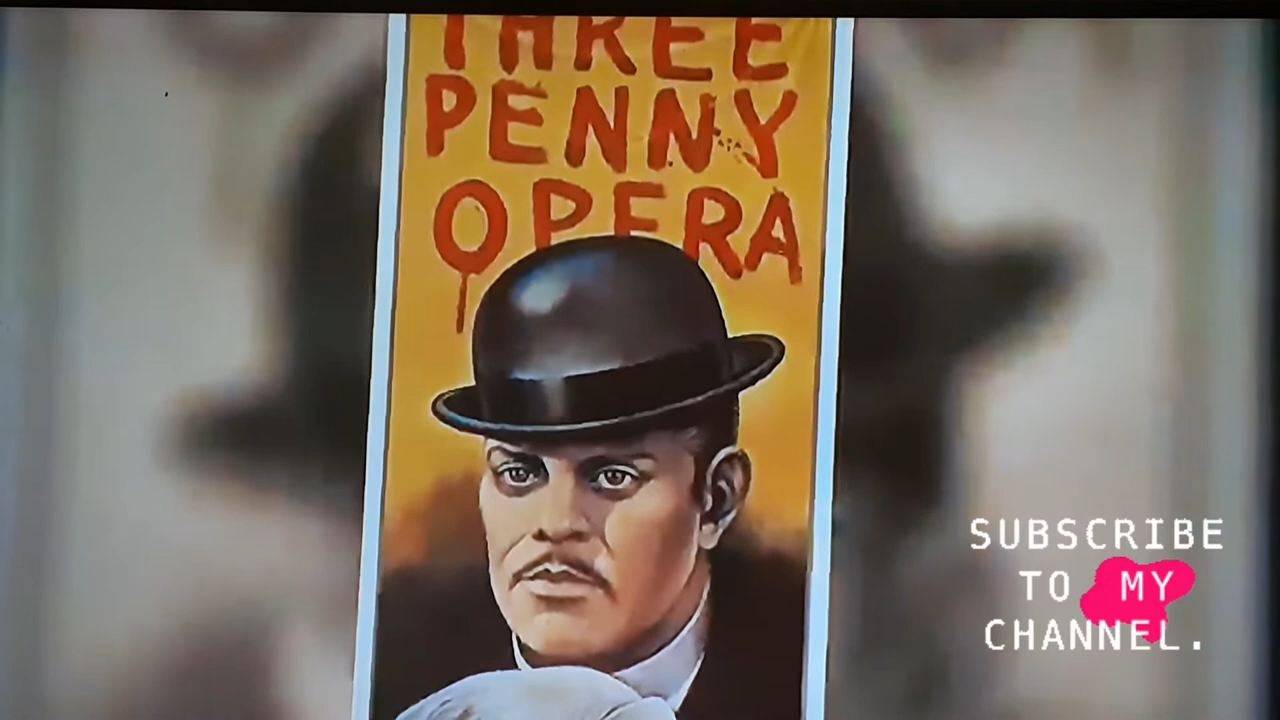 THREE
PENNY
OPERA
SUBSCRIBE
TO MY
CHANNEL.